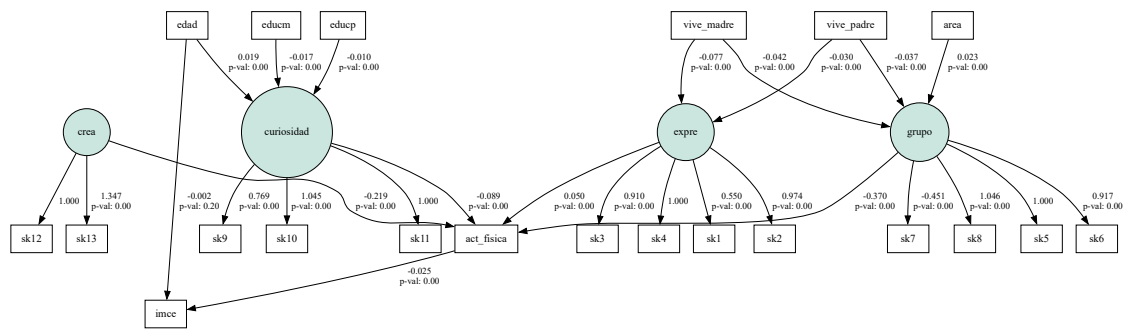 edad
educm
educp
vive_madre
vive_padre
area
0.019
p-val: 0.00
-0.017
p-val: 0.00
-0.010
p-val: 0.00
-0.077
p-val: 0.00
-0.042
p-val: 0.00
-0.030
p-val: 0.00
-0.037
p-val: 0.00
0.023
p-val: 0.00
crea
curiosidad
expre
grupo
1.000
1.347
p-val: 0.00
-0.002
p-val: 0.20
0.769
p-val: 0.00
1.045
p-val: 0.00
-0.219
p-val: 0.00
1.000
-0.089
p-val: 0.00
0.050
p-val: 0.00
0.910
p-val: 0.00
1.000
0.550
p-val: 0.00
0.974
p-val: 0.00
-0.370
p-val: 0.00
-0.451
p-val: 0.00
1.046
p-val: 0.00
1.000
0.917
p-val: 0.00
sk12
sk13
sk9
sk10
sk11
act_fisica
sk3
sk4
sk1
sk2
sk7
sk8
sk5
sk6
-0.025
p-val: 0.00
imce